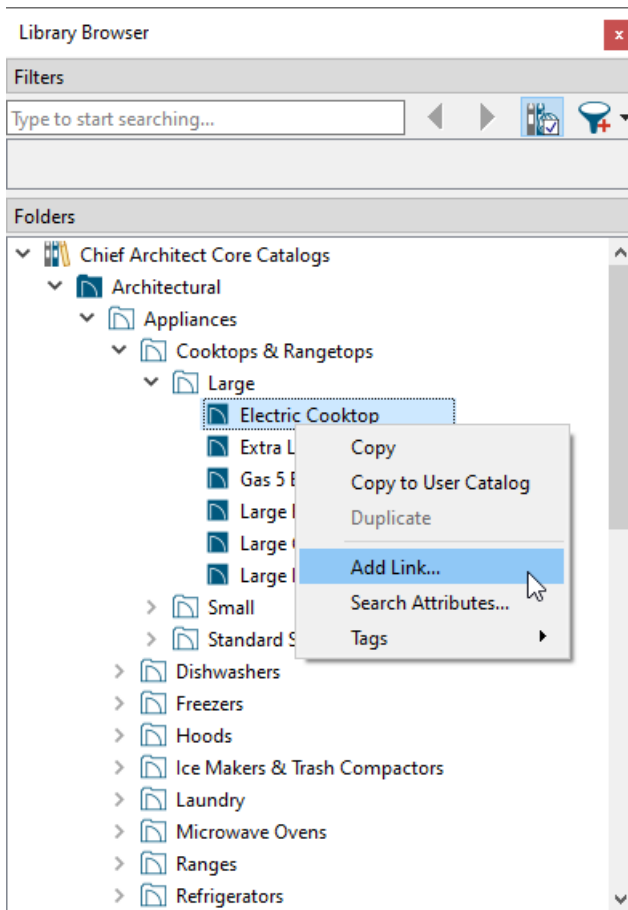 Library Browser
x
Filters
Type to start searching...
Folders
Chief Architect Core Catalogs
Architectural
Appliances
Cooktops & Rangetops
Large
Electric Cooktop
Extra L
Gas 5
Large
Large
Large
Copy
Copy to User Catalog
Duplicate
Add Link...
Search Attributes...
Tags
Small
Standard
Dishwashers
Freezers
Hoods
Ice Makers & Trash Compactors
Laundry
Microwave Ovens
Ranges
Refrigerators